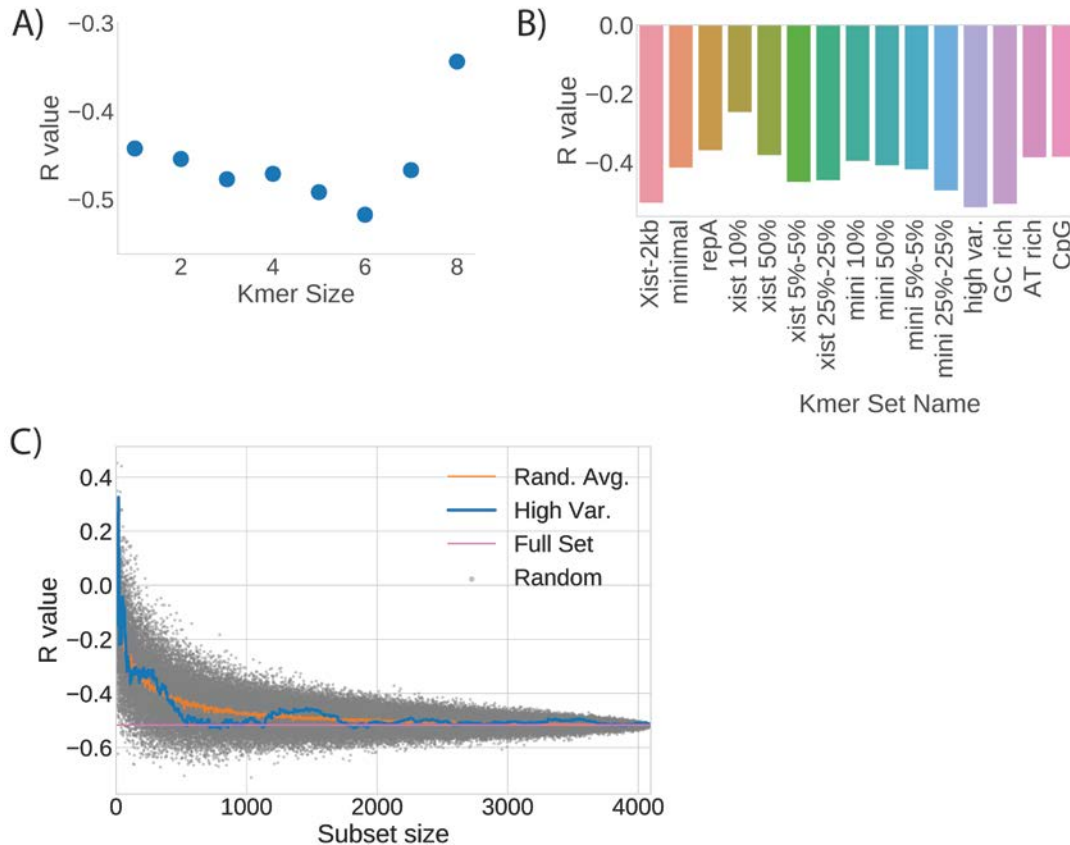 A)
−0.3
−0.4
−0.5
R value
2
4
6
8
Kmer Size
B)
0.0
−0.2
−0.4
R value
Xist-2kb
minimal
repA
xist 10%
xist 50%
xist 5%-5%
xist 25%-25%
mini 10%
mini 50%
mini 5%-5%
mini 25%-25%
high var.
GC rich
AT rich
CpG
Kmer Set Name
C)
0.4
0.2
0.0
−0.2
−0.4
−0.6
R value
Rand. Avg.
High Var.
Full Set
Random
0
1000
2000
3000
4000
Subset size